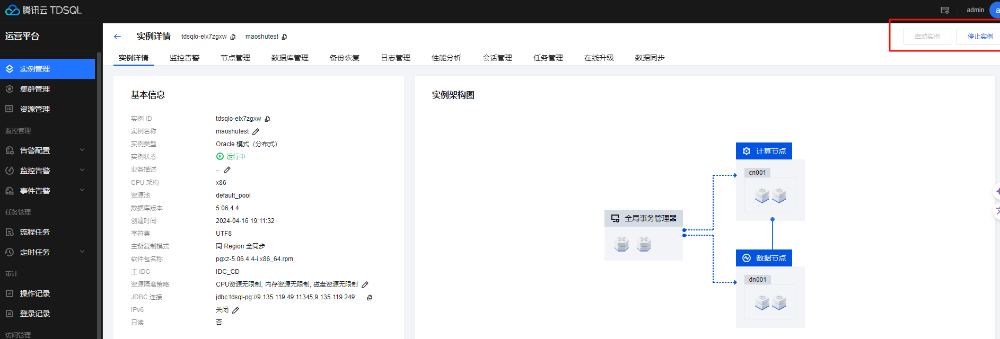 腾讯云 TDSQL
admin
a
运营平台
实例管理
集群管理
资源管理
监控管理
告警配置
监控告警
事件告警
任务管理
流程任务
定时任务
审计
操作记录
登录记录
访问管理
实例详情 tdsqlo-elx7zgxw maoshutest
启动实例 停止实例
实例详情 监控告警 节点管理 数据库管理 备份恢复 日志管理 性能分析 会话管理 任务管理 在线升级 数据同步
基本信息
实例 ID tdsqlo-elx7zgxw
实例名称 maoshutest
实例类型 Oracle 模式（分布式）
实例状态 运行中
业务描述 --
CPU 架构 x86
资源池 default_pool
数据库版本 5.06.4.4
创建时间 2024-04-16 19:11:32
字符集 UTF8
主备复制模式 同 Region 全同步
软件包名称 pgxz-5.06.4.4-i.x86_64.rpm
主 IDC IDC_CD
资源隔离策略 CPU资源无限制, 内存资源无限制, 磁盘资源无限制
JDBC 连接 jdbc:tdsql-pg://9.135.119.49:11345,9.135.119.249:...
IPv6 关闭
只读 否
实例架构图
计算节点
cn001
全局事务管理器
数据节点
dn001